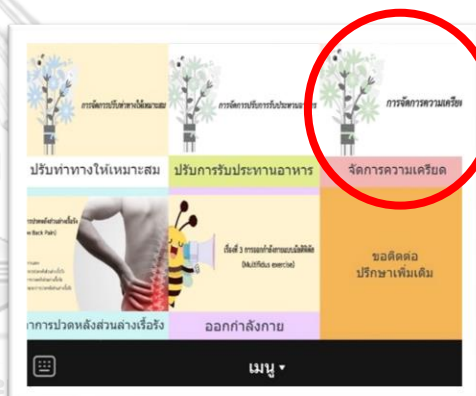 การจัดการปรับท่าทางให้เหมาะสม
การจัดการปรับการรับประทานอาหาร
การจัดการความเครีย
ปรับท่าทางให้เหมาะสม
ปรับการรับประทานอาหาร
จัดการความเครียด
Back Pain)
เรื่องที่ 3 การออกกำลังกายแบบมัลติฟิดัส
(Multifidus exercise)
ขอติดต่อ
ปรึกษาเพิ่มเติม
าการปวดหลังส่วนล่างเรื้อรัง
ออกกำลังกาย
เมนู